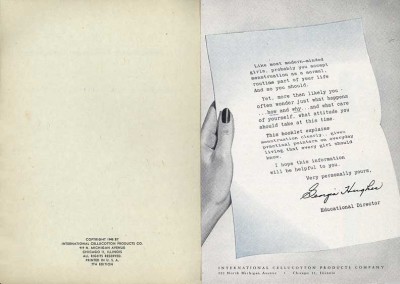 COPYRIGHT 1946 BY
INTERNATIONAL CELLUCOTTON PRODUCTS CO.
919 N. MICHIGAN AVENUE
CHICAGO 11, ILLINOIS
ALL RIGHTS RESERVED.
PRINTED IN U. S. A.
Like most modern-minded
girls, probably you accept
menstruation as a normal,
routine part of your life
And so you should.
Yet, more than likely you
often wonder just what happens
...how and why...and what care
of yourself, what attitude you
should take at this time.
This booklet explains
menstruation clearly...gives
practical pointers on everyday
living that every girl should
know.
I hope this information
will be helpful to you.
Very personally yours,
Georgia Hughes
Educational Director
INTERNATIONAL CELLUCOTTON PRODUCTS COMPANY
919 North Michigan Avenue Chicago 11, Illinois